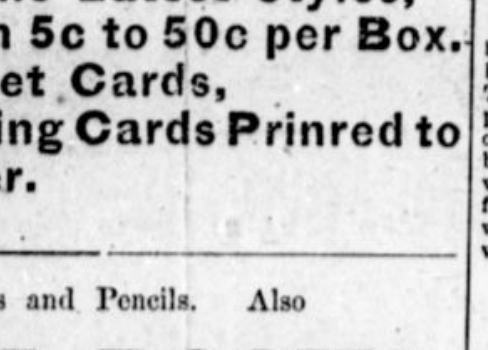 5c to 50c per Box.
et Cards,
ing Cards Prinred to
r.
s and Pencils. Also